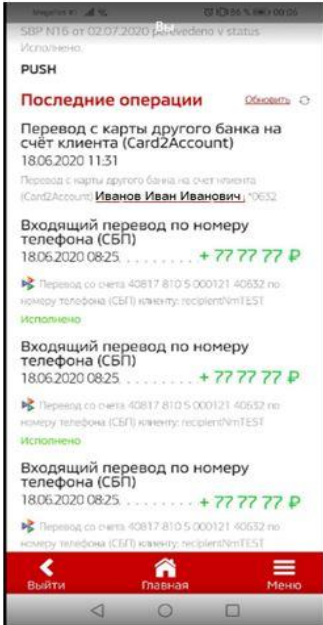 Megafon
56 % 00:06
Вы
SBP N16 от 02.07.2020 perevedeno v status
Исполнено.
PUSH
Последние операции Обновить
Перевод с карты другого банка на
счёт клиента (Card2Account)
18.06.2020 11:31
Перевод с карты другого банка на счет клиента
(Card2Account) Иванов Иван Иванович, *0632
Входящий перевод по номеру
телефона (СБП)
18.06.2020 08:25. . . . . . . . . + 77 77 77 ₽
Перевод со счета 40817 810 5 000121 40632 по
номеру телефона (СБП) клиенту: recipientNmTEST
Исполнено
Входящий перевод по номеру
телефона (СБП)
18.06.2020 08:25. . . . . . . . . + 77 77 77 ₽
Перевод со счета 40817 810 5 000121 40632 по
номеру телефона (СБП) клиенту: recipientNmTEST
Исполнено
Входящий перевод по номеру
телефона (СБП)
18.06.2020 08:25. . . . . . . . . + 77 77 77 ₽
Перевод со счета 40817 810 5 000121 40632 по
номеру телефона (СБП) клиенту: recipientNmTEST
Выйти Главная Меню